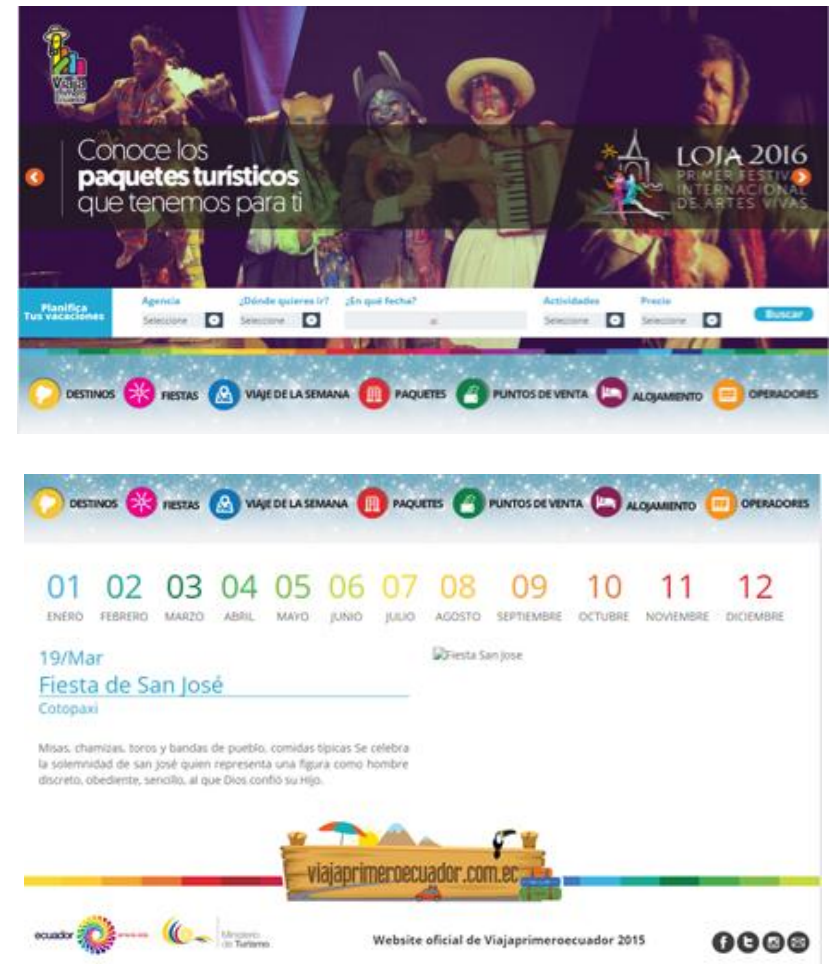 Viaja
Conoce los
paquetes turísticos
que tenemos para ti
LOJA 2016
PRIMER FESTIVAL
INTERNACIONAL
DE ARTES VIVAS
Planifica
Tus vacaciones
Agencia
Seleccione
¿Dónde quieres ir?
Seleccione
¿En qué fecha?
Actividades
Seleccione
Precio
Seleccione
Buscar
DESTINOS FIESTAS VIAJE DE LA SEMANA PAQUETES PUNTOS DE VENTA ALOJAMIENTO OPERADORES
DESTINOS FIESTAS VIAJE DE LA SEMANA PAQUETES PUNTOS DE VENTA ALOJAMIENTO OPERADORES
01 02 03 04 05 06 07 08 09 10 11 12
ENERO FEBRERO MARZO ABRIL MAYO JUNIO JULIO AGOSTO SEPTIEMBRE OCTUBRE NOVIEMBRE DICIEMBRE
19/Mar
Fiesta de San José
Cotopaxi
Misas, chamizas, toros y bandas de pueblo, comidas típicas Se celebra
la solemnidad de san josé quien representa una figura como hombre
discreto, obediente, sencillo, al que Dios confió su Hijo.
Fiesta San Jose
viajaprimeroecuador.com.ec
ecuador
Ministerio
de Turismo
Website oficial de Viajaprimeroecuador 2015